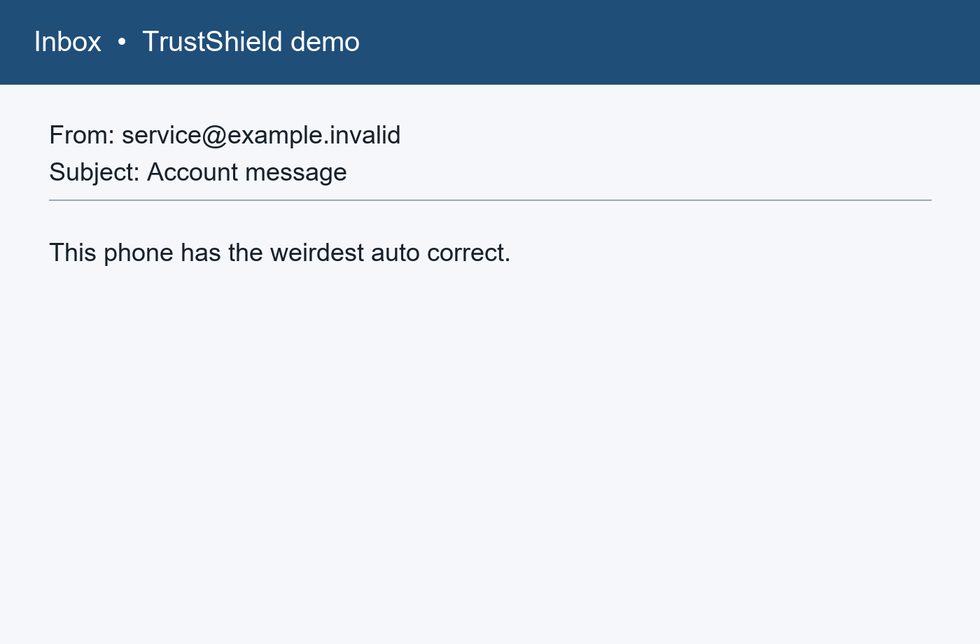 Inbox • TrustShield demo
From: service@example.invalid
Subject: Account message
This phone has the weirdest auto correct.